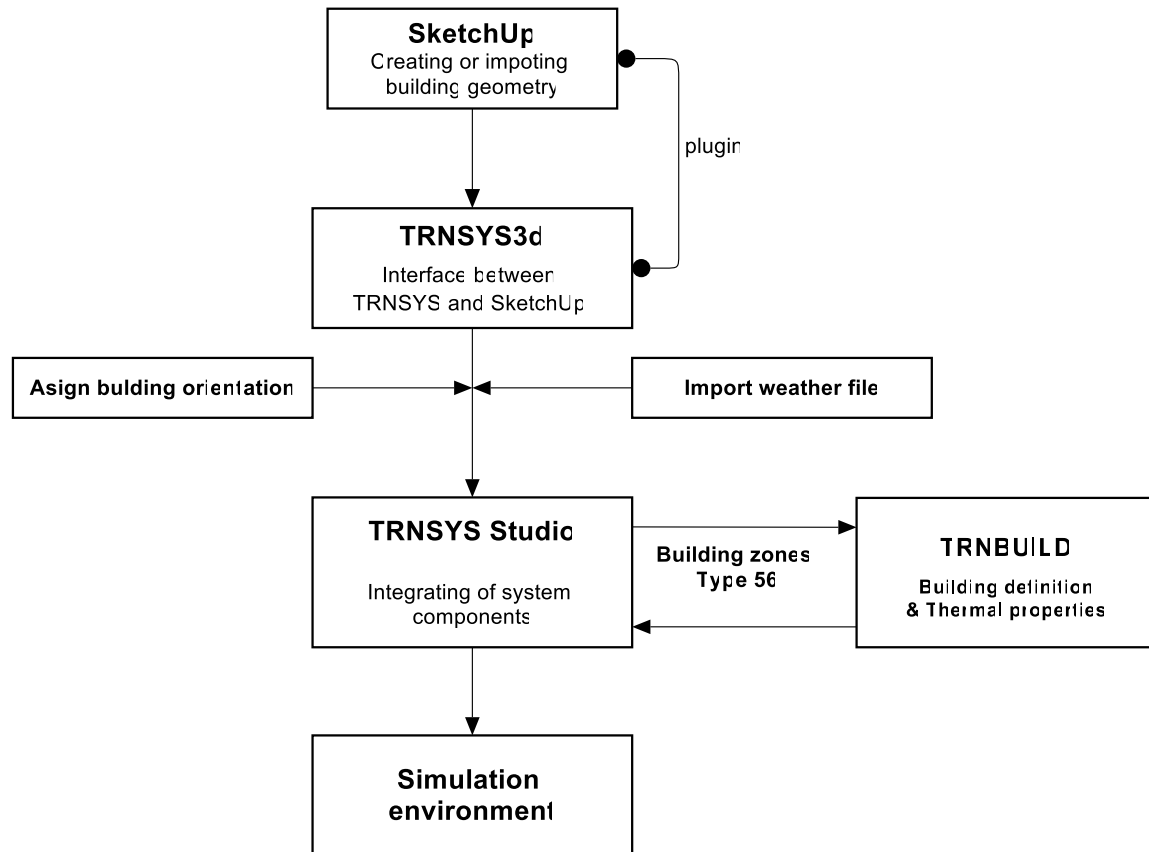 SketchUp
Creating or impoting
building geometry
plugin
TRNSYS3d
Interface between
TRNSYS and SketchUp
Asign bulding orientation
Import weather file
TRNSYS Studio
Integrating of system
components
Building zones
Type 56
TRNBUILD
Building definition
& Thermal properties
Simulation
environment